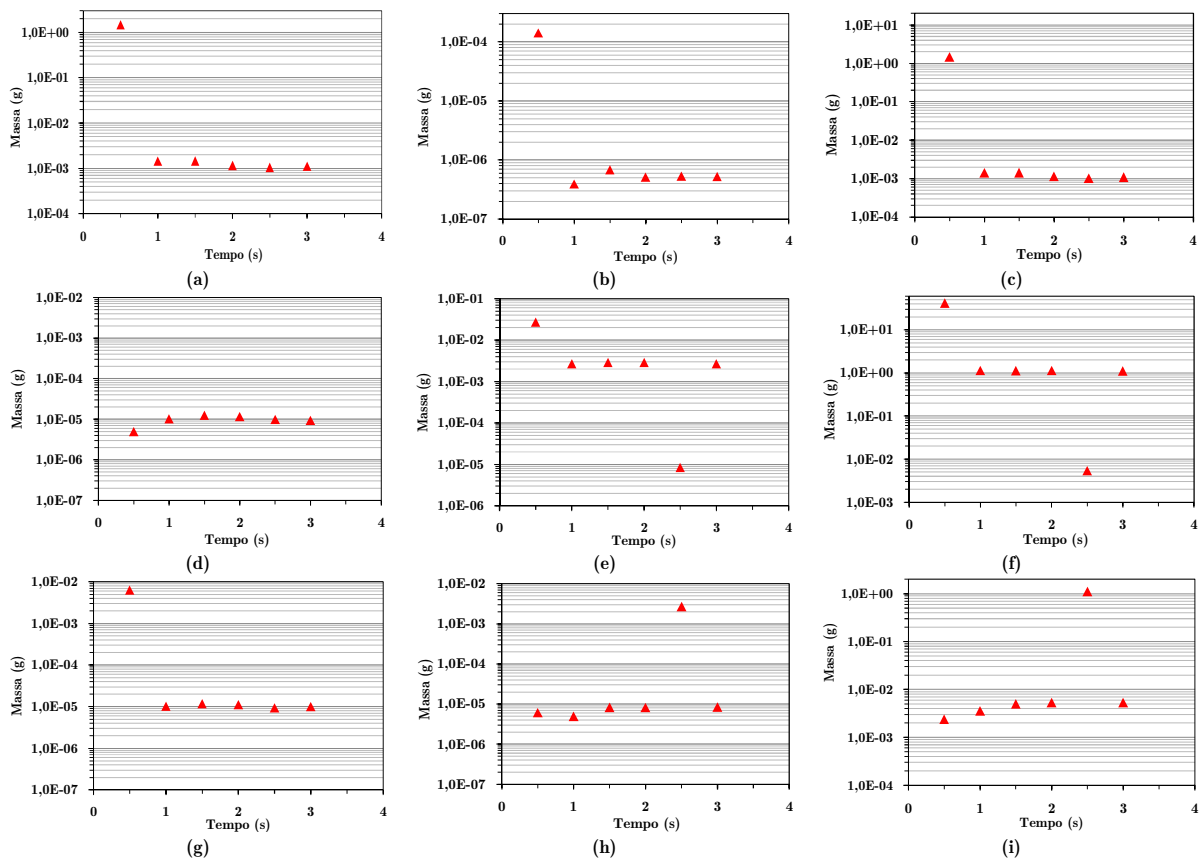 Massa (g)
1,0E+00
1,0E-01
1,0E-02
1,0E-03
1,0E-04
0 1 2 3 4
Tempo (s)
(a)
Massa (g)
1,0E-04
1,0E-05
1,0E-06
1,0E-07
0 1 2 3 4
Tempo (s)
(b)
Massa (g)
1,0E+01
1,0E+00
1,0E-01
1,0E-02
1,0E-03
1,0E-04
0 1 2 3 4
Tempo (s)
(c)
Massa (g)
1,0E-02
1,0E-03
1,0E-04
1,0E-05
1,0E-06
1,0E-07
0 1 2 3 4
Tempo (s)
(d)
Massa (g)
1,0E-01
1,0E-02
1,0E-03
1,0E-04
1,0E-05
1,0E-06
0 1 2 3 4
Tempo (s)
(e)
Massa (g)
1,0E+01
1,0E+00
1,0E-01
1,0E-02
1,0E-03
0 1 2 3 4
Tempo (s)
(f)
Massa (g)
1,0E-02
1,0E-03
1,0E-04
1,0E-05
1,0E-06
1,0E-07
0 1 2 3 4
Tempo (s)
(g)
Massa (g)
1,0E-02
1,0E-03
1,0E-04
1,0E-05
1,0E-06
1,0E-07
0 1 2 3 4
Tempo (s)
(h)
Massa (g)
1,0E+00
1,0E-01
1,0E-02
1,0E-03
1,0E-04
0 1 2 3 4
Tempo (s)
(i)